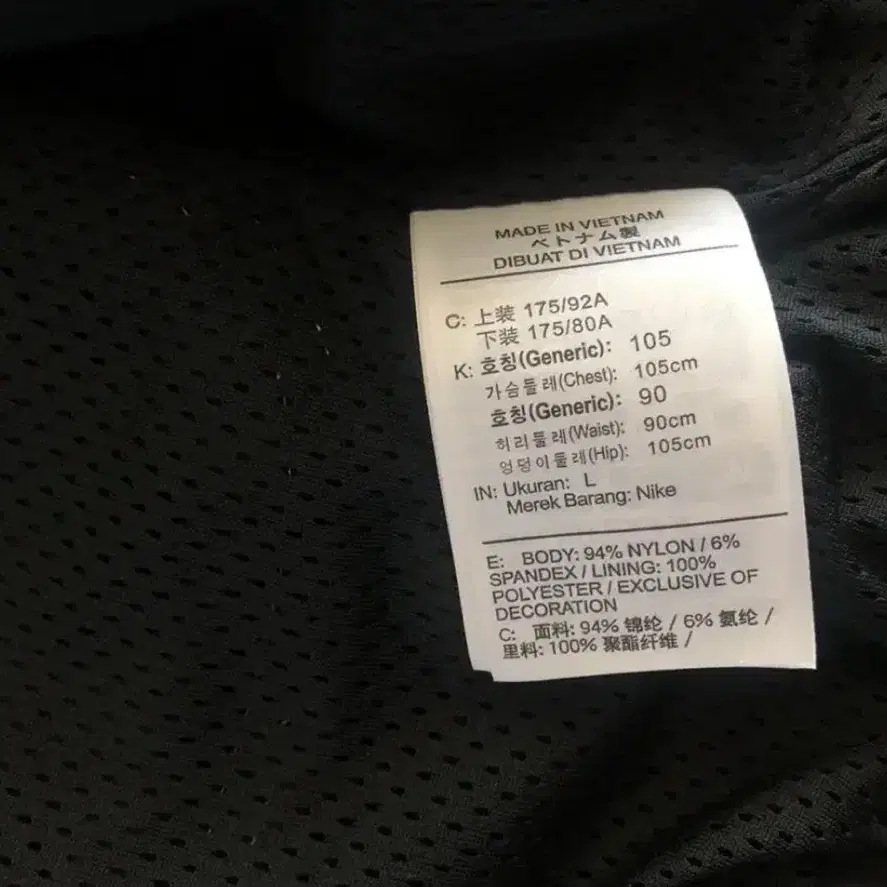 MADE IN VIETNAM
ベトナム製
DIBUAT DI VIETNAM
C: 上装 175/92A
下装 175/80A
K: 호칭(Generic): 105
가슴둘레(Chest): 105cm
호칭(Generic): 90
허리둘레(Waist): 90cm
엉덩이둘레(Hip): 105cm
IN: Ukuran: L
Merek Barang: Nike
E: BODY: 94% NYLON / 6%
SPANDEX / LINING: 100%
POLYESTER / EXCLUSIVE OF
DECORATION
C: 面料: 94% 锦纶 / 6% 氨纶 /
里料: 100% 聚酯纤维 /